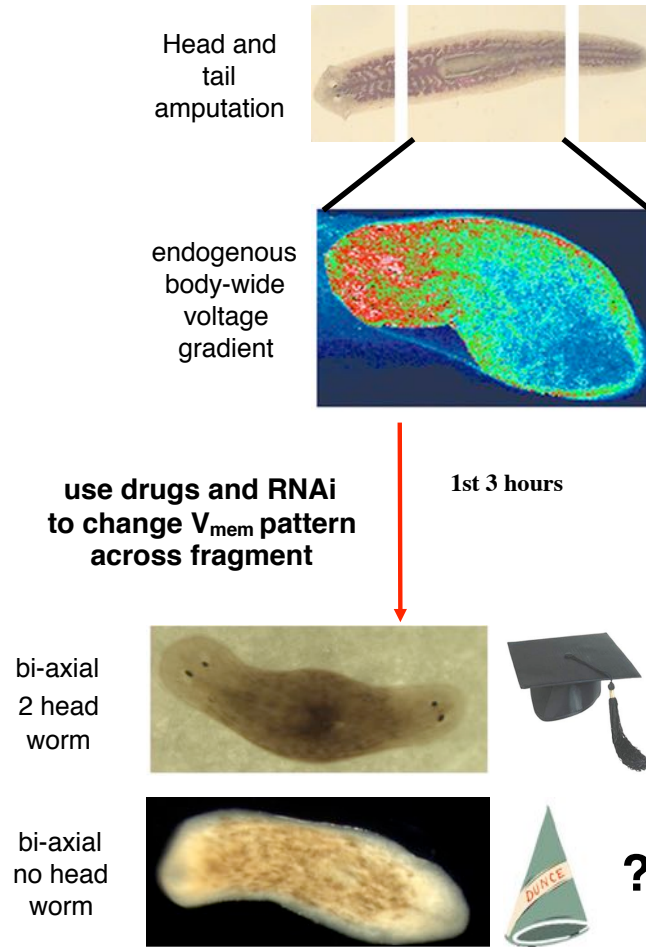 Head and
tail
amputation
endogenous
body-wide
voltage
gradient
use drugs and RNAi
to change Vmem pattern
across fragment
1st 3 hours
bi-axial
2 head
worm
bi-axial
no head
worm
DUNCE
?